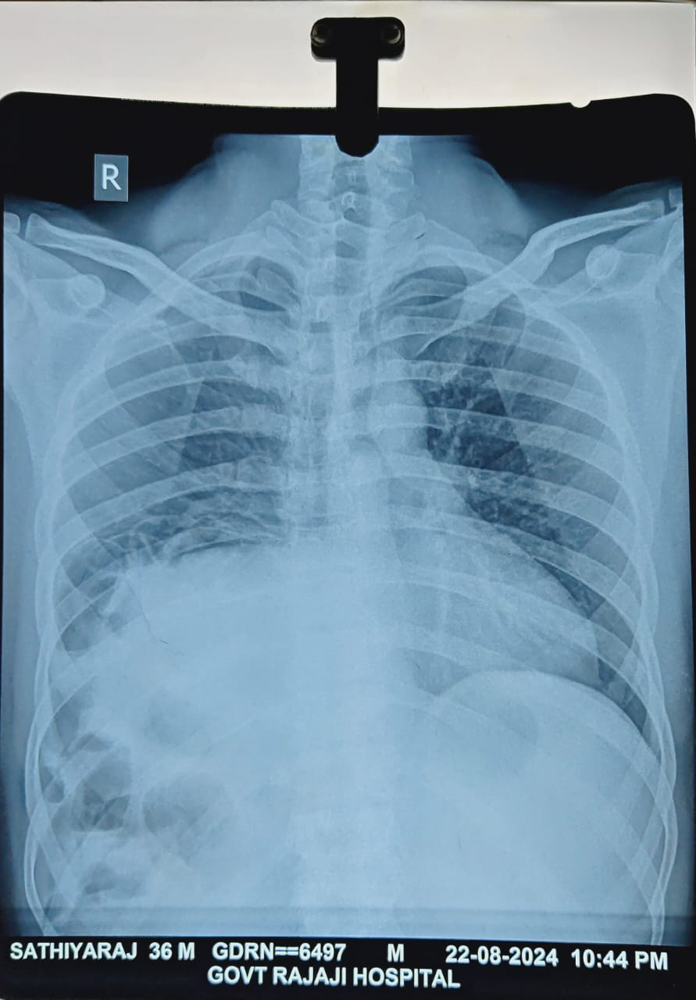 R
SATHIYARAJ 36 M GDRN==6497 M 22-08-2024 10:44 PM
GOVT RAJAJI HOSPITAL